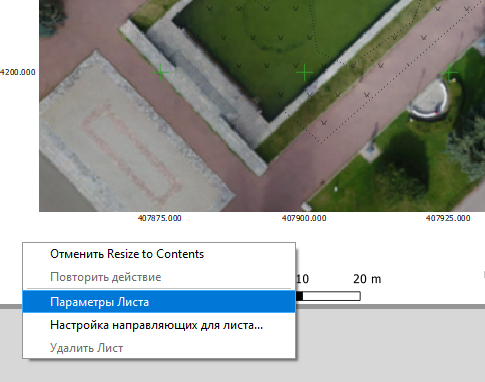 4200.000
407875.000 407900.000 407925.000
10 20 m
Отменить Resize to Contents
Повторить действие
Параметры Листа
Настройка направляющих для листа...
Удалить Лист